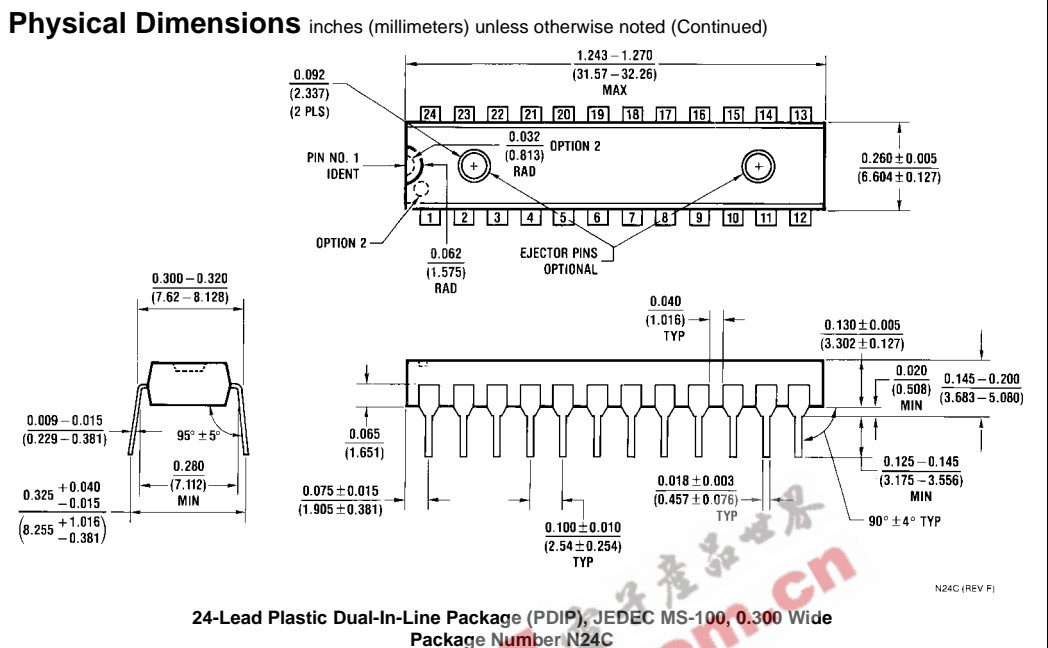 Physical Dimensions inches (millimeters) unless otherwise noted (Continued)
1.243 – 1.270
(31.57 – 32.26)
MAX
0.092
(2.337)
(2 PLS)
24 23 22 21 20 19 18 17 16 15 14 13
0.032
(0.813)
RAD
OPTION 2
PIN NO. 1
IDENT
0.260 ± 0.005
(6.604 ± 0.127)
1 2 3 4 5 6 7 8 9 10 11 12
OPTION 2
0.062
(1.575)
RAD
EJECTOR PINS
OPTIONAL
0.300 – 0.320
(7.62 – 8.128)
0.040
(1.016)
TYP
0.130 ± 0.005
(3.302 ± 0.127)
0.020
(0.508)
MIN
0.145 – 0.200
(3.683 – 5.080)
0.009 – 0.015
(0.229 – 0.381)
95° ± 5°
0.280
(7.112)
MIN
0.065
(1.651)
0.325 +0.040 −0.015
(8.255 +1.016 −0.381)
0.075 ± 0.015
(1.905 ± 0.381)
0.100 ± 0.010
(2.54 ± 0.254)
TYP
0.018 ± 0.003
(0.457 ± 0.076)
TYP
0.125 – 0.145
(3.175 – 3.556)
MIN
90° ± 4° TYP
N24C (REV F)
24-Lead Plastic Dual-In-Line Package (PDIP), JEDEC MS-100, 0.300 Wide
Package Number N24C
子產品世界
.cn